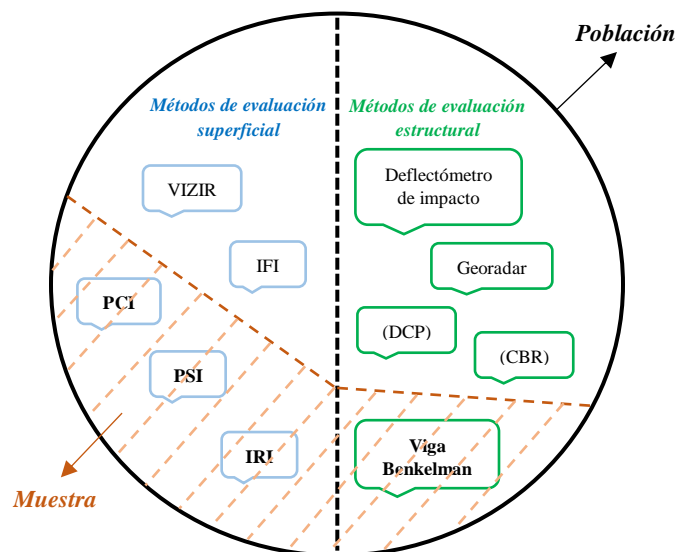 Población
Métodos de evaluación
superficial
Métodos de evaluación
estructural
VIZIR
Deflectómetro
de impacto
IFI
Georadar
PCI
(DCP)
(CBR)
PSI
IRI
Viga
Benkelman
Muestra